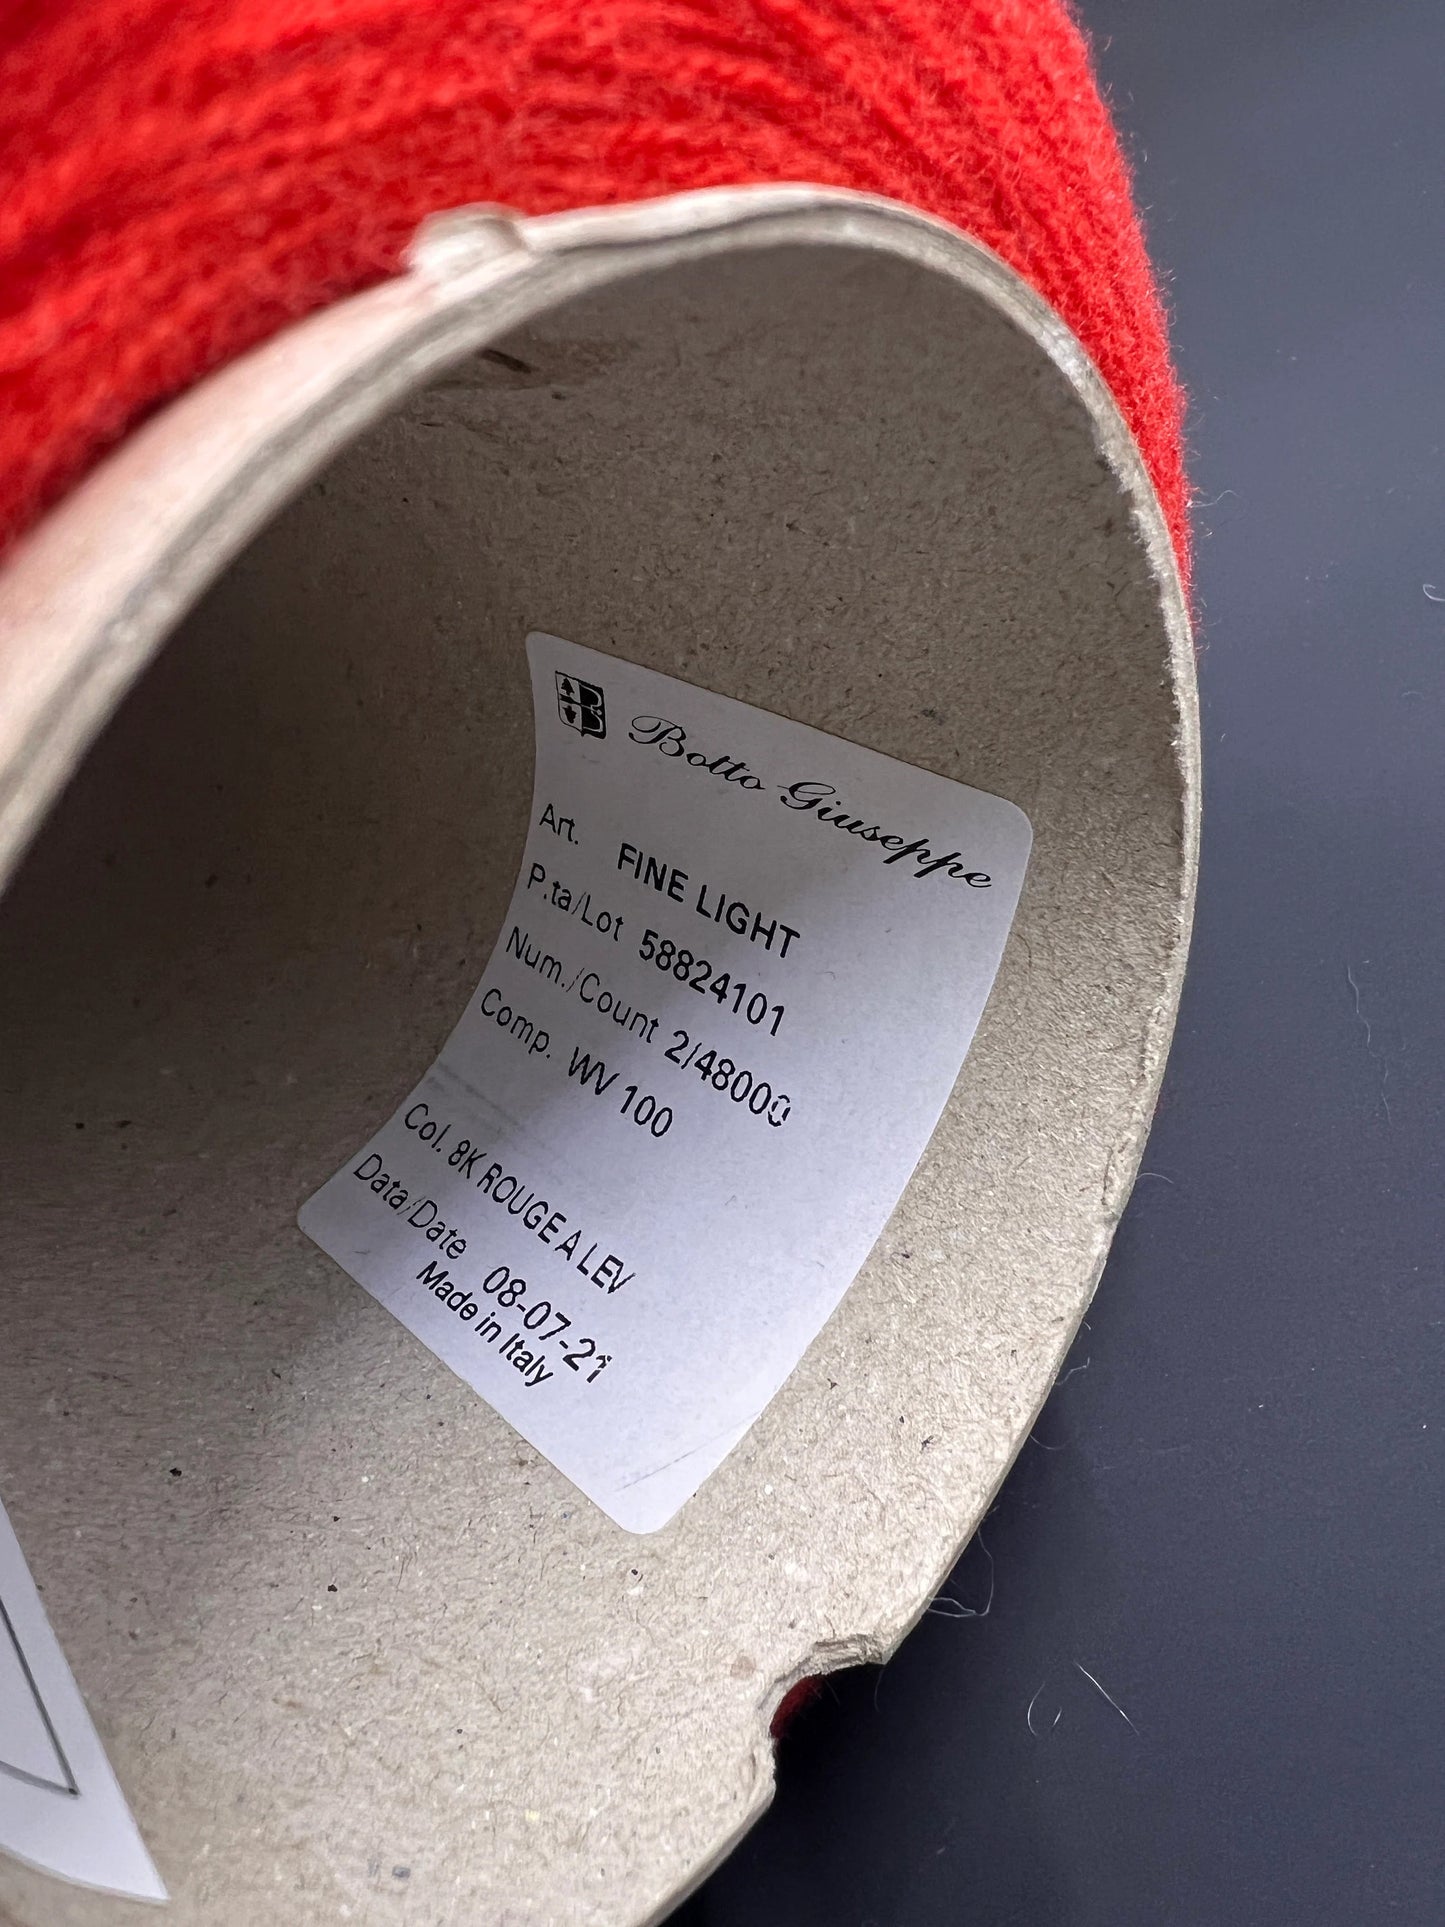 Botto Giuseppe
Art. FINE LIGHT
P.ta/Lot 58824101
Num./Count 2/48000
Comp. WV 100
Col. 8K ROUGE A LEV
Data/Date 08-07-21
Made in Italy